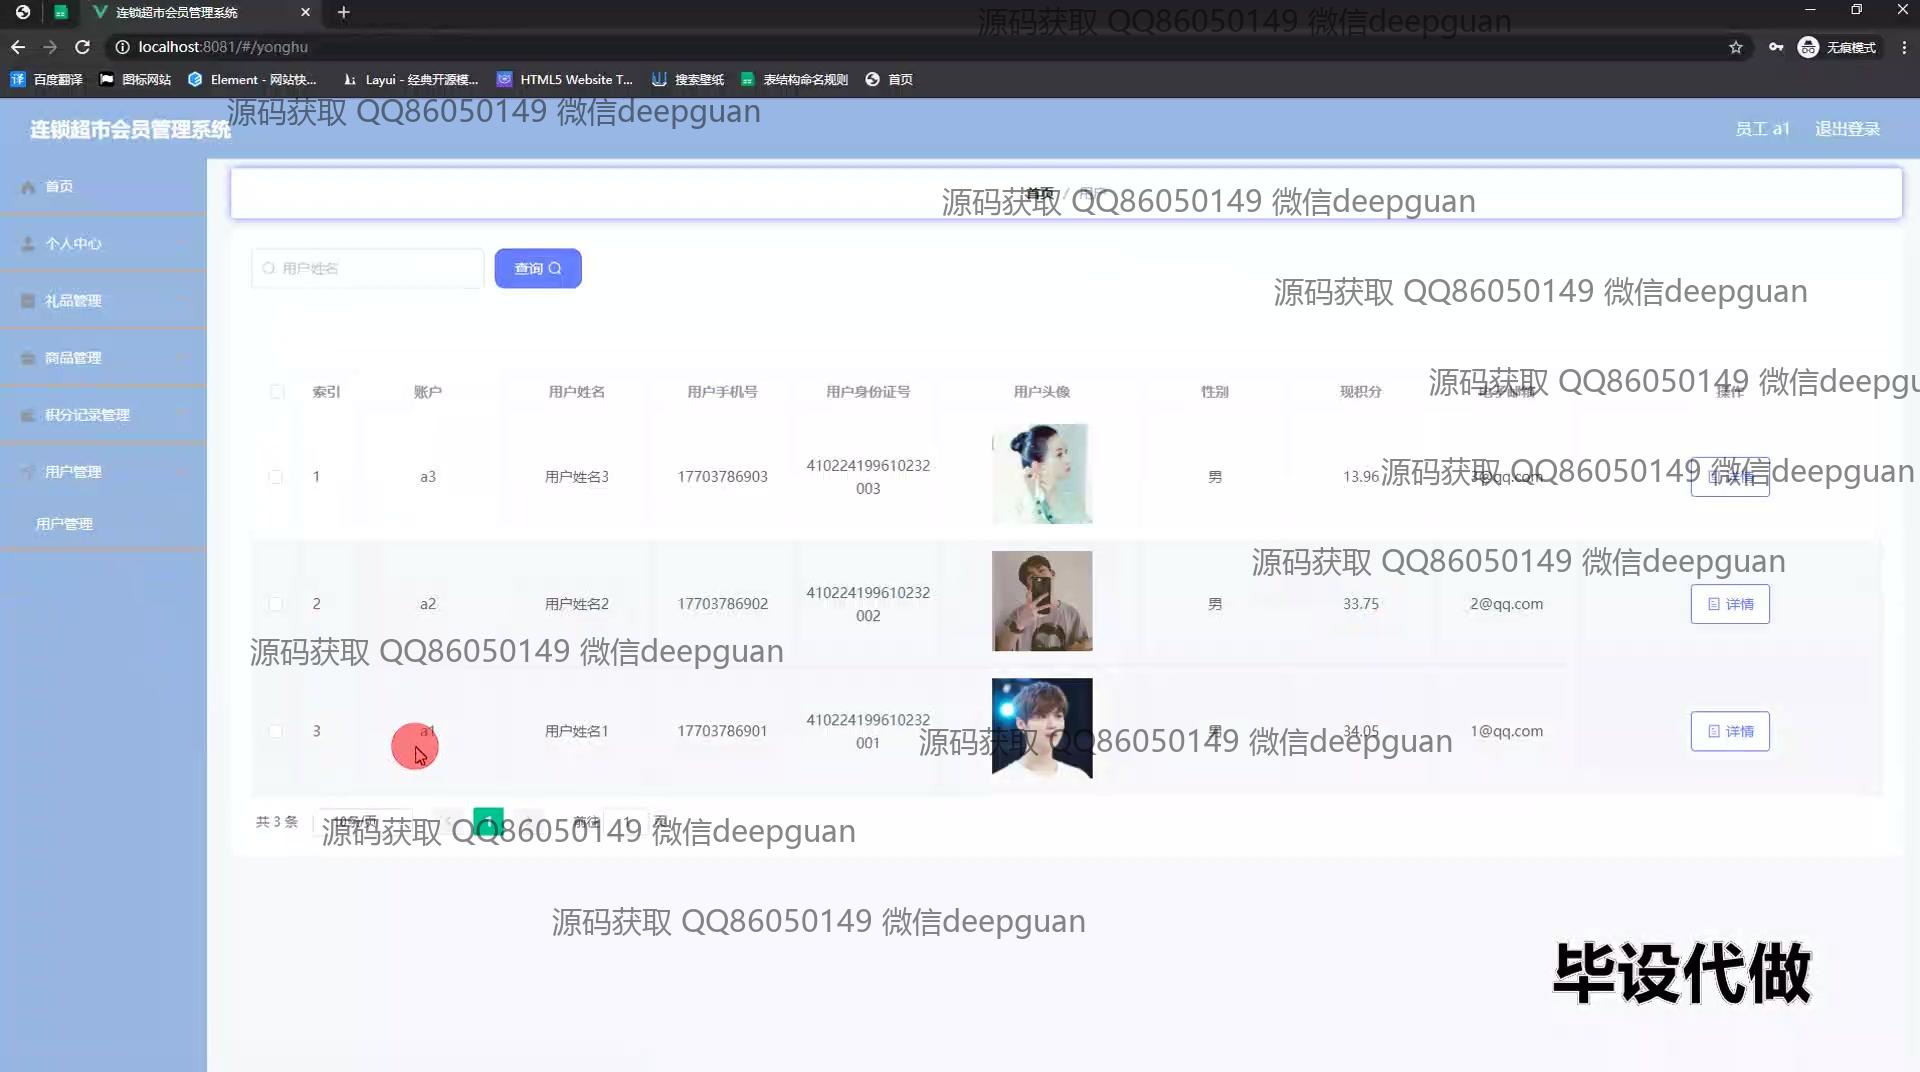 连锁超市会员管理系统
源码获取 QQ86050149 微信deepguan
localhost:8081/#/yonghu
无痕模式
百度翻译
图标网站
Element - 网站快...
Layui - 经典开源模...
HTML5 Website T...
搜索壁纸
表结构命名规则
首页
源码获取 QQ86050149 微信deepguan
连锁超市会员管理系统
员工 a1
退出登录
首页
个人中心
礼品管理
商品管理
积分记录管理
用户管理
用户管理
首页 / 用户
源码获取 QQ86050149 微信deepguan
用户姓名
查询
源码获取 QQ86050149 微信deepguan
索引 账户 用户姓名 用户手机号 用户身份证号 用户头像 性别 现积分 电子邮箱 操作
源码获取 QQ86050149 微信deepgu
1 a3 用户姓名3 17703786903 410224199610232003 男 13.96 3@qq.com 详情
源码获取 QQ86050149 微信deepguan
源码获取 QQ86050149 微信deepguan
2 a2 用户姓名2 17703786902 410224199610232002 男 33.75 2@qq.com 详情
源码获取 QQ86050149 微信deepguan
3 a1 用户姓名1 17703786901 410224199610232001 男 34.05 1@qq.com 详情
源码获取 QQ86050149 微信deepguan
共 3 条 10条/页 1 前往 1 页
源码获取 QQ86050149 微信deepguan
源码获取 QQ86050149 微信deepguan
毕设代做